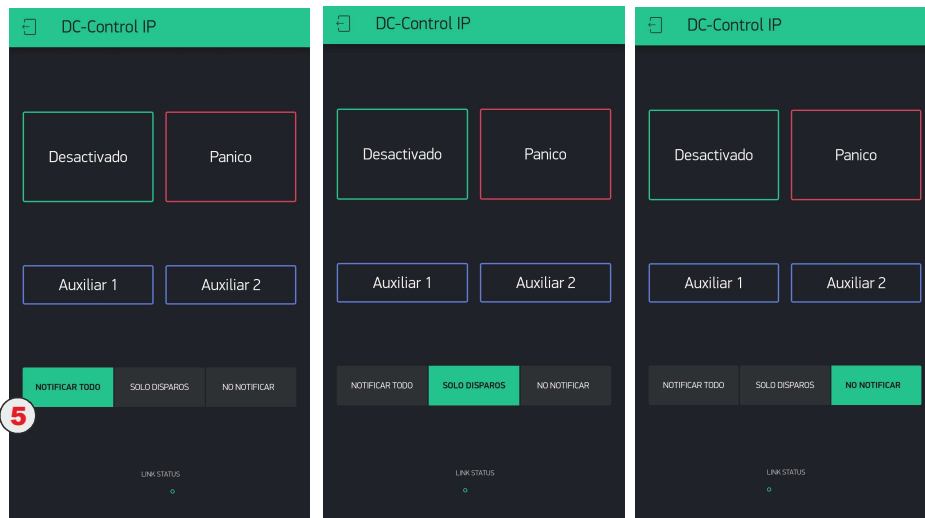 DC-Control IP
Desactivado Panico
Auxiliar 1 Auxiliar 2
NOTIFICAR TODO SOLO DISPAROS NO NOTIFICAR
5
LINK STATUS
DC-Control IP
Desactivado Panico
Auxiliar 1 Auxiliar 2
NOTIFICAR TODO SOLO DISPAROS NO NOTIFICAR
LINK STATUS
DC-Control IP
Desactivado Panico
Auxiliar 1 Auxiliar 2
NOTIFICAR TODO SOLO DISPAROS NO NOTIFICAR
LINK STATUS